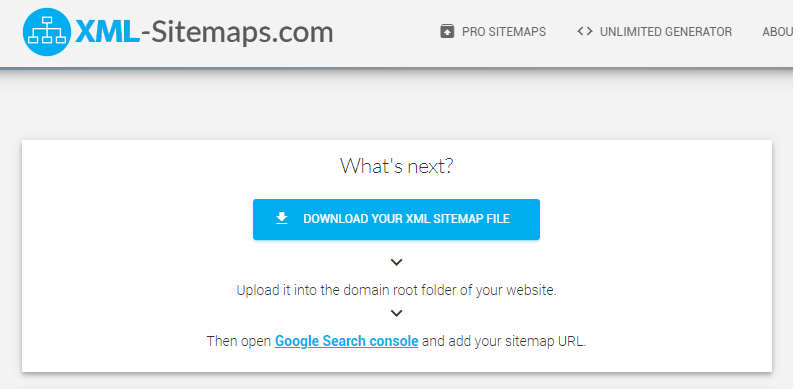 XML-Sitemaps.com
PRO SITEMAPS
<> UNLIMITED GENERATOR
ABOU
What's next?
DOWNLOAD YOUR XML SITEMAP FILE
Upload it into the domain root folder of your website.
Then open Google Search console and add your sitemap URL.